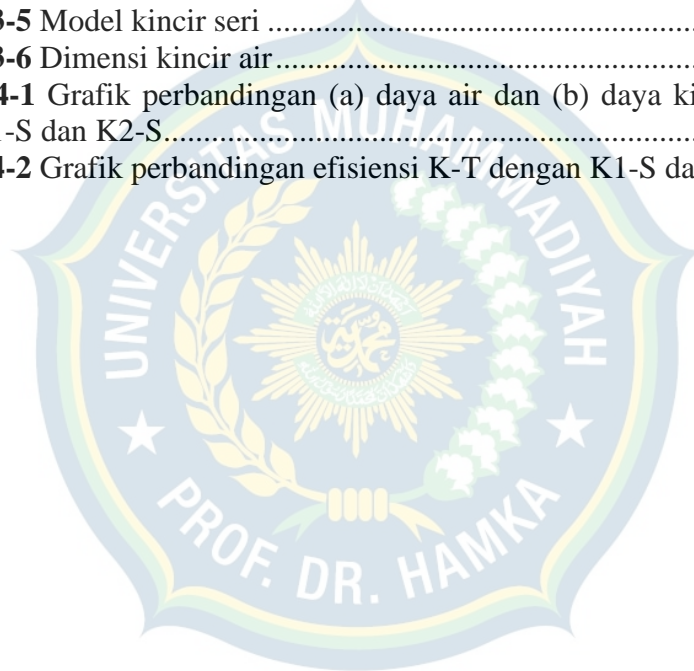 3-5 Model kincir seri ........................................................
3-6 Dimensi kincir air.......................................................
4-1 Grafik perbandingan (a) daya air dan (b) daya ki
-S dan K2-S.......................................................................
4-2 Grafik perbandingan efisiensi K-T dengan K1-S da
UNIVERSITAS MUHAMMADIYAH
PROF. DR. HAMKA